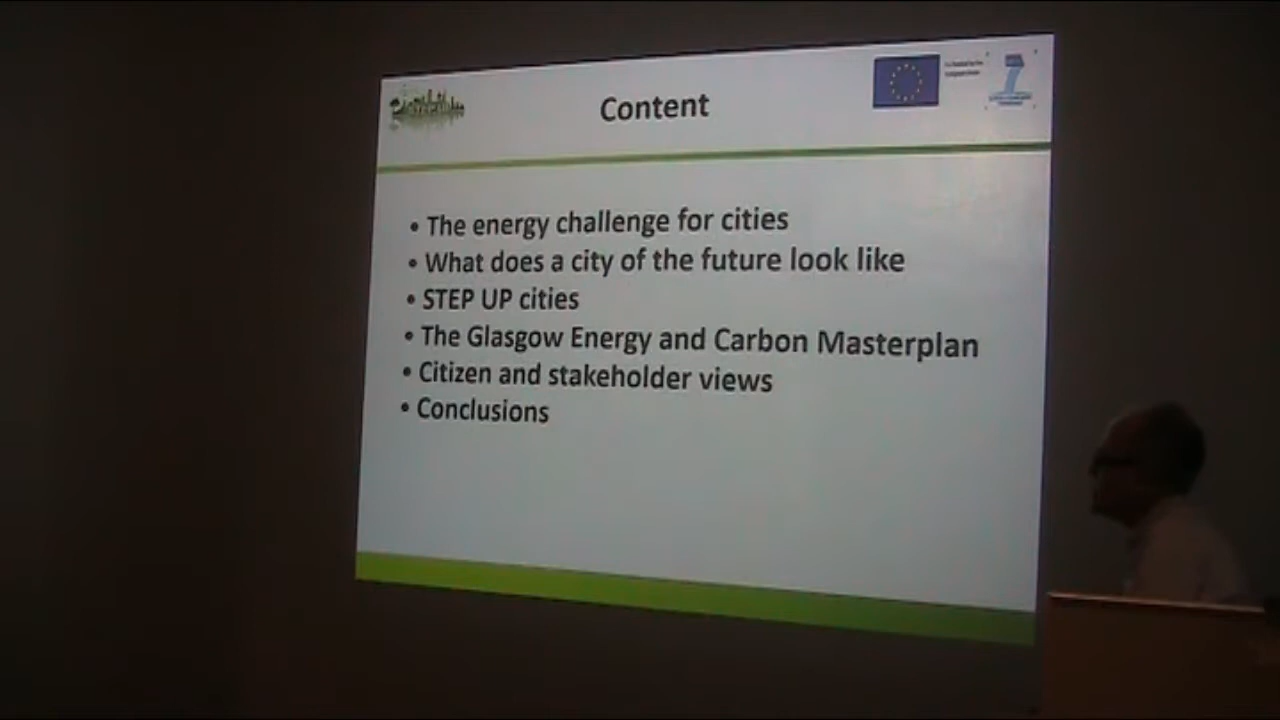 Content
• The energy challenge for cities
• What does a city of the future look like
• STEP UP cities
• The Glasgow Energy and Carbon Masterplan
• Citizen and stakeholder views
• Conclusions